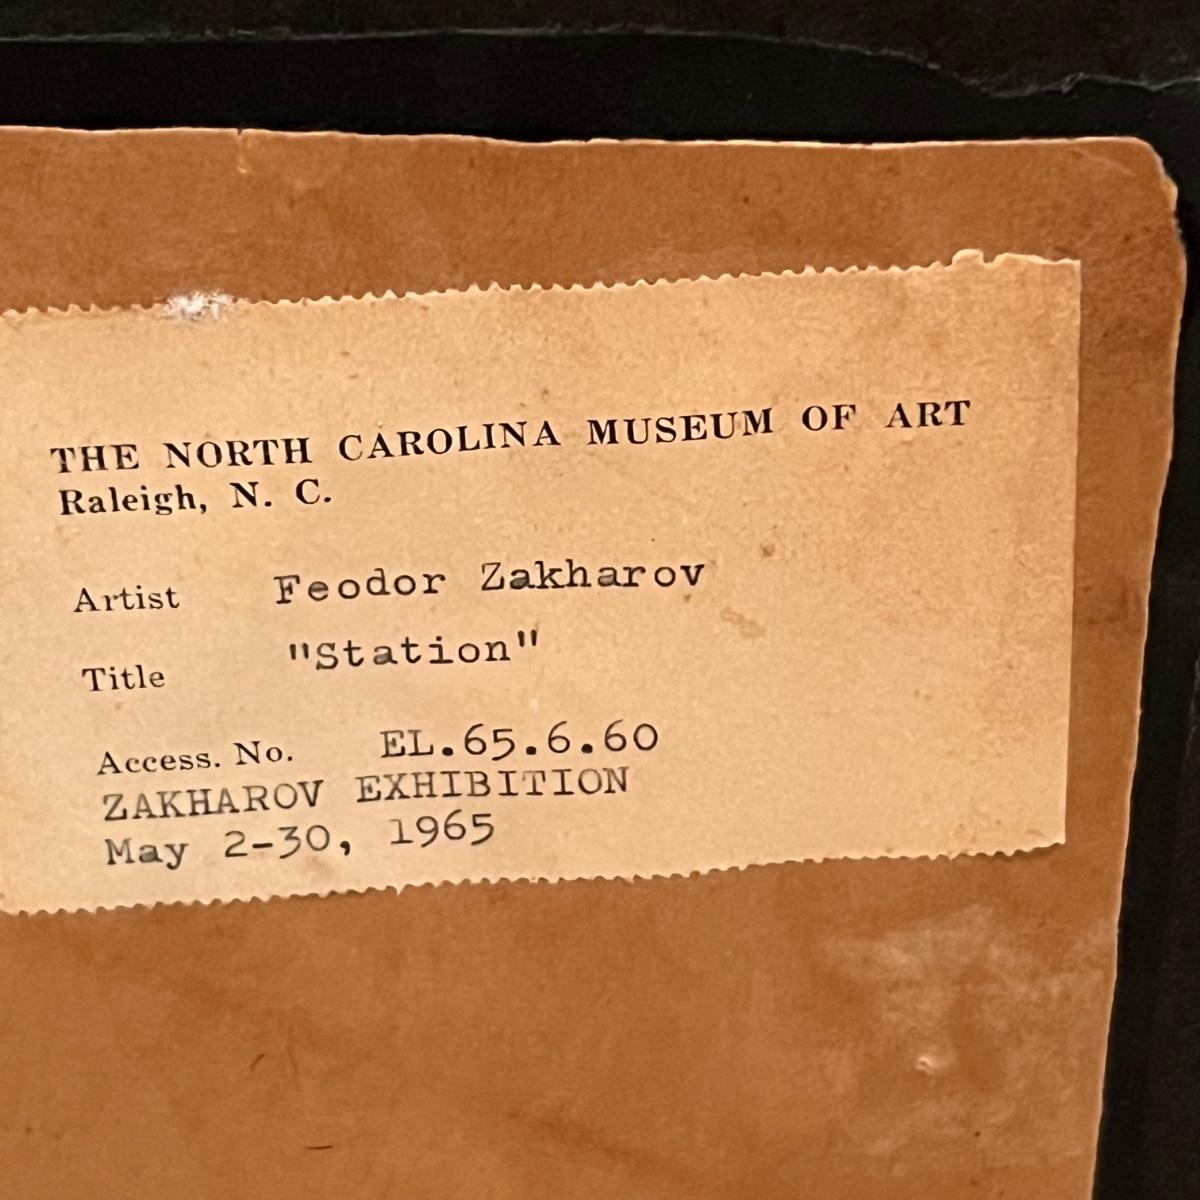 THE NORTH CAROLINA MUSEUM OF ART
Raleigh, N. C.
Artist Feodor Zakharov
Title "Station"
Access. No. EL.65.6.60
ZAKHAROV EXHIBITION
May 2-30, 1965